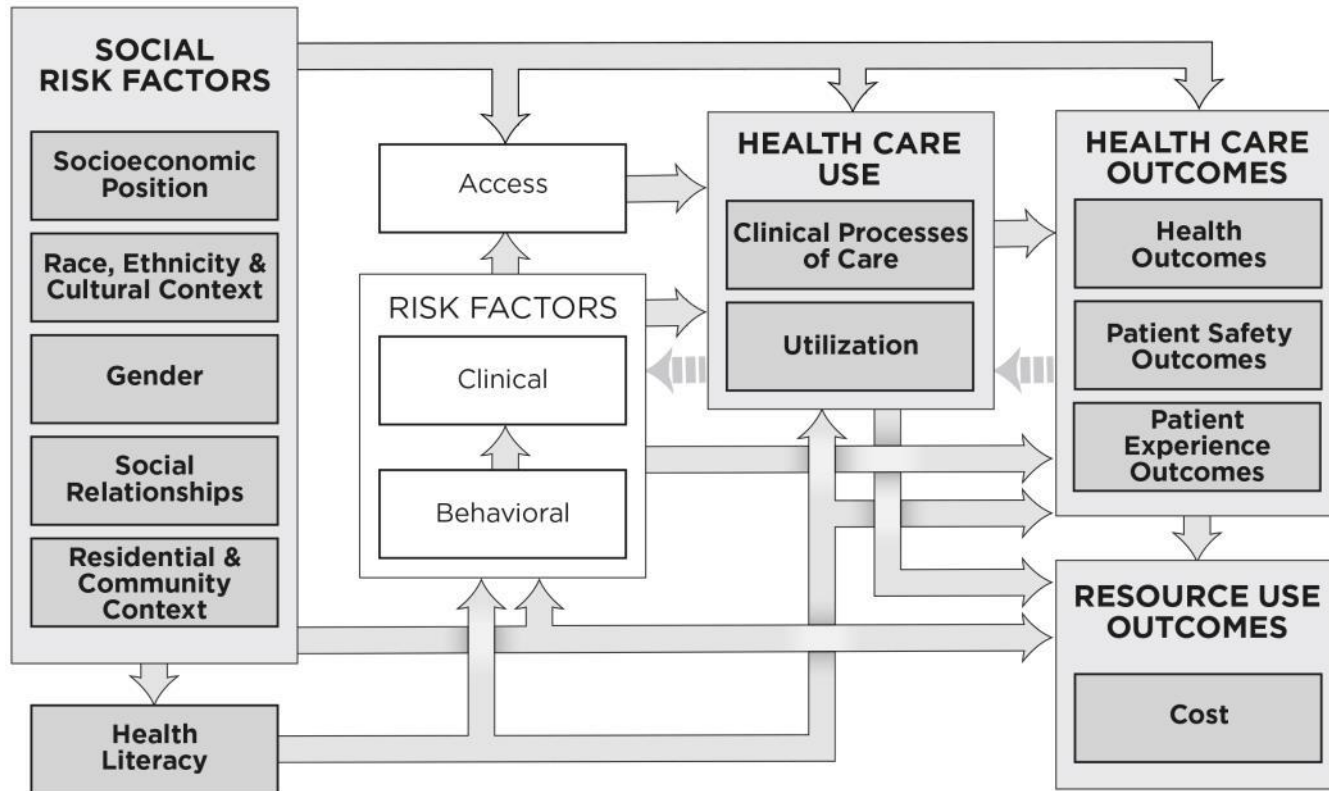 SOCIAL
RISK FACTORS
Socioeconomic
Position
Race, Ethnicity &
Cultural Context
Gender
Social
Relationships
Residential &
Community
Context
Health
Literacy
Access
RISK FACTORS
Clinical
Behavioral
HEALTH CARE
USE
Clinical Processes
of Care
Utilization
HEALTH CARE
OUTCOMES
Health
Outcomes
Patient Safety
Outcomes
Patient
Experience
Outcomes
RESOURCE USE
OUTCOMES
Cost